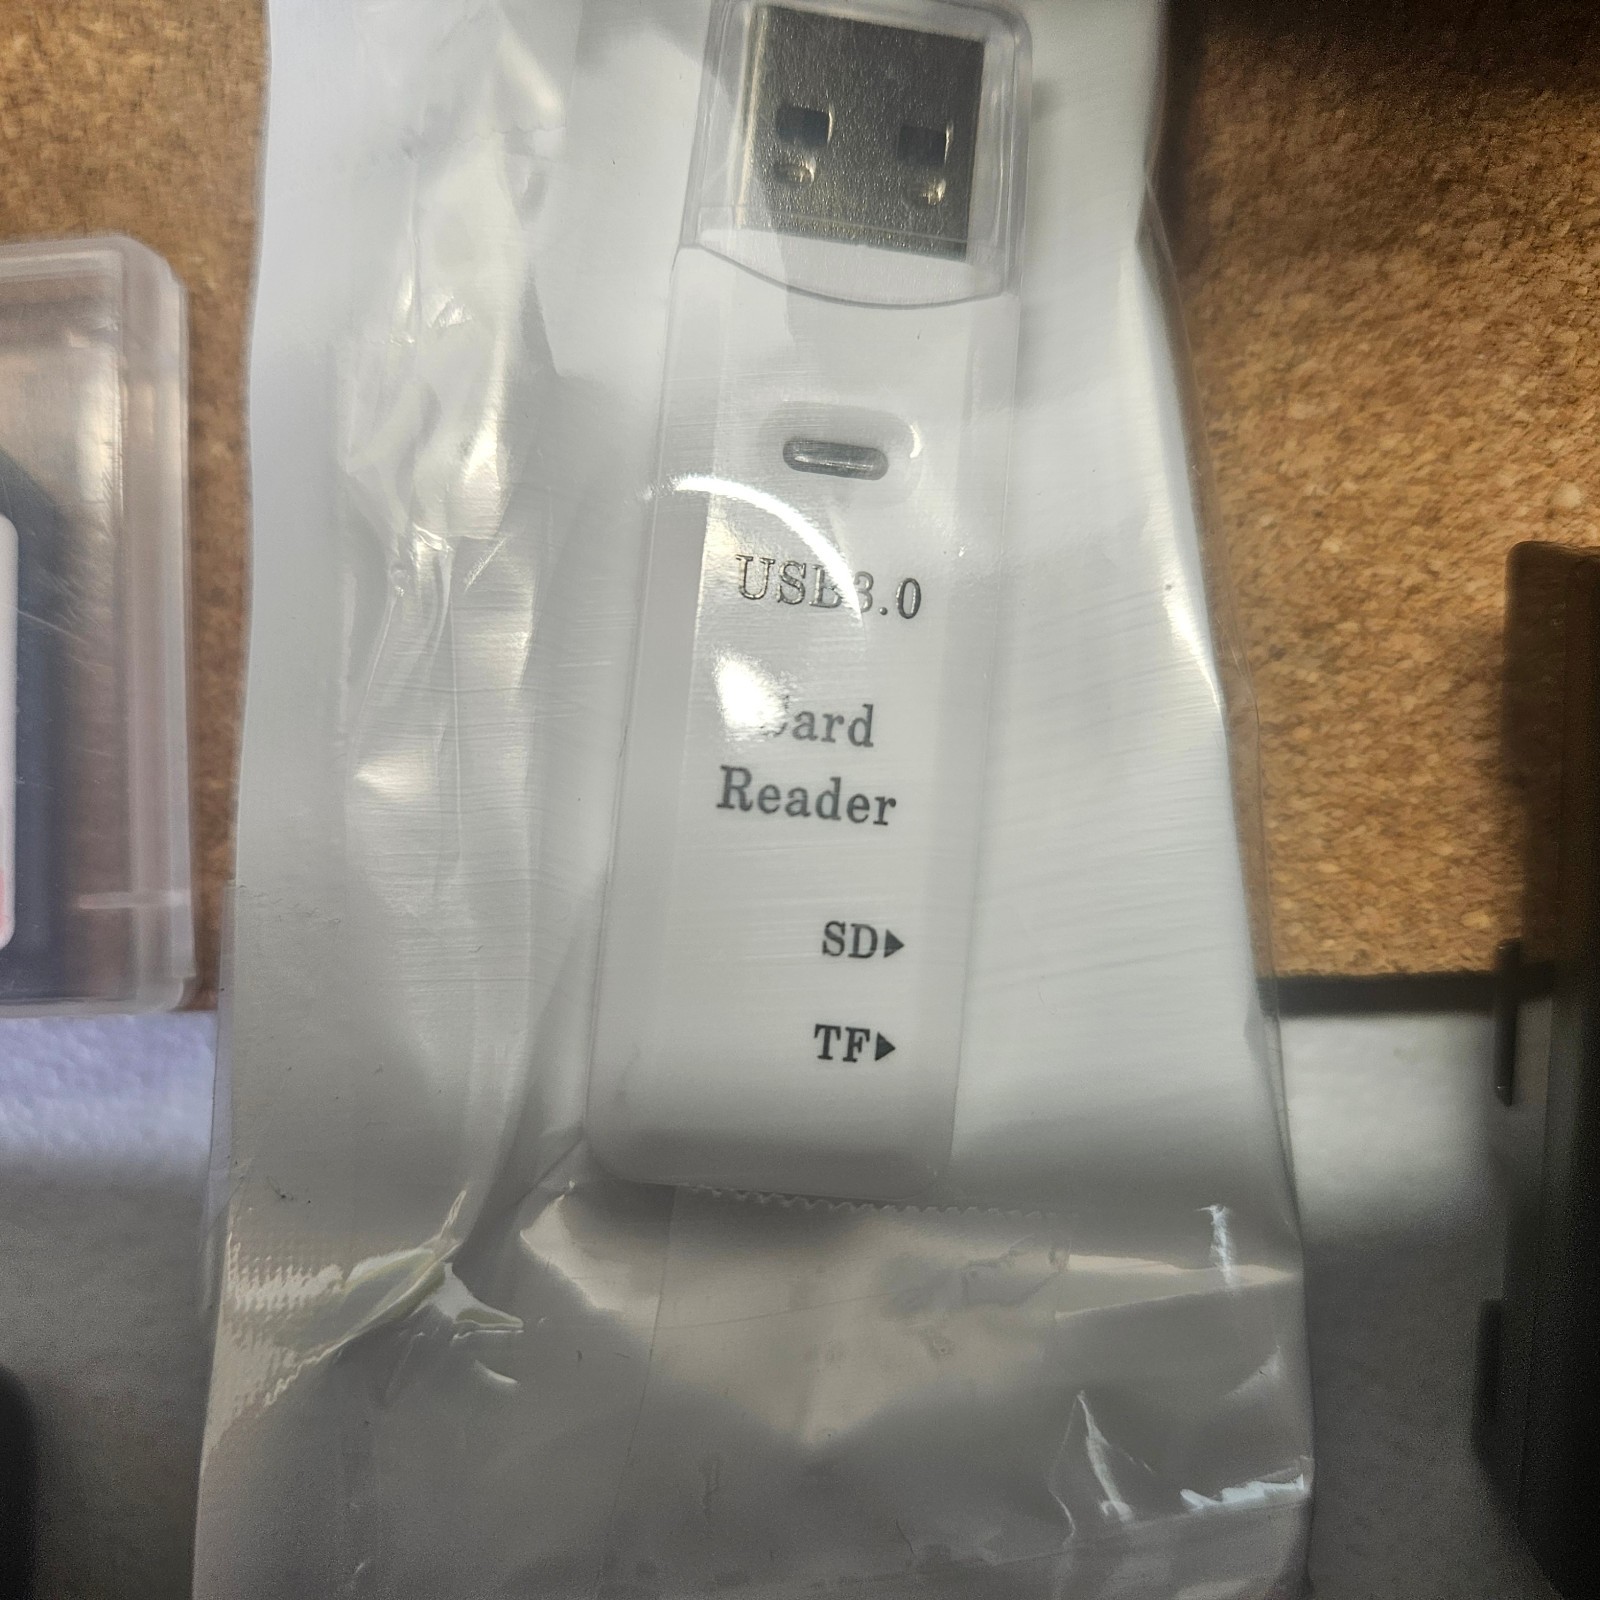 USB3.0
Card
Reader
SD▶
TF▶